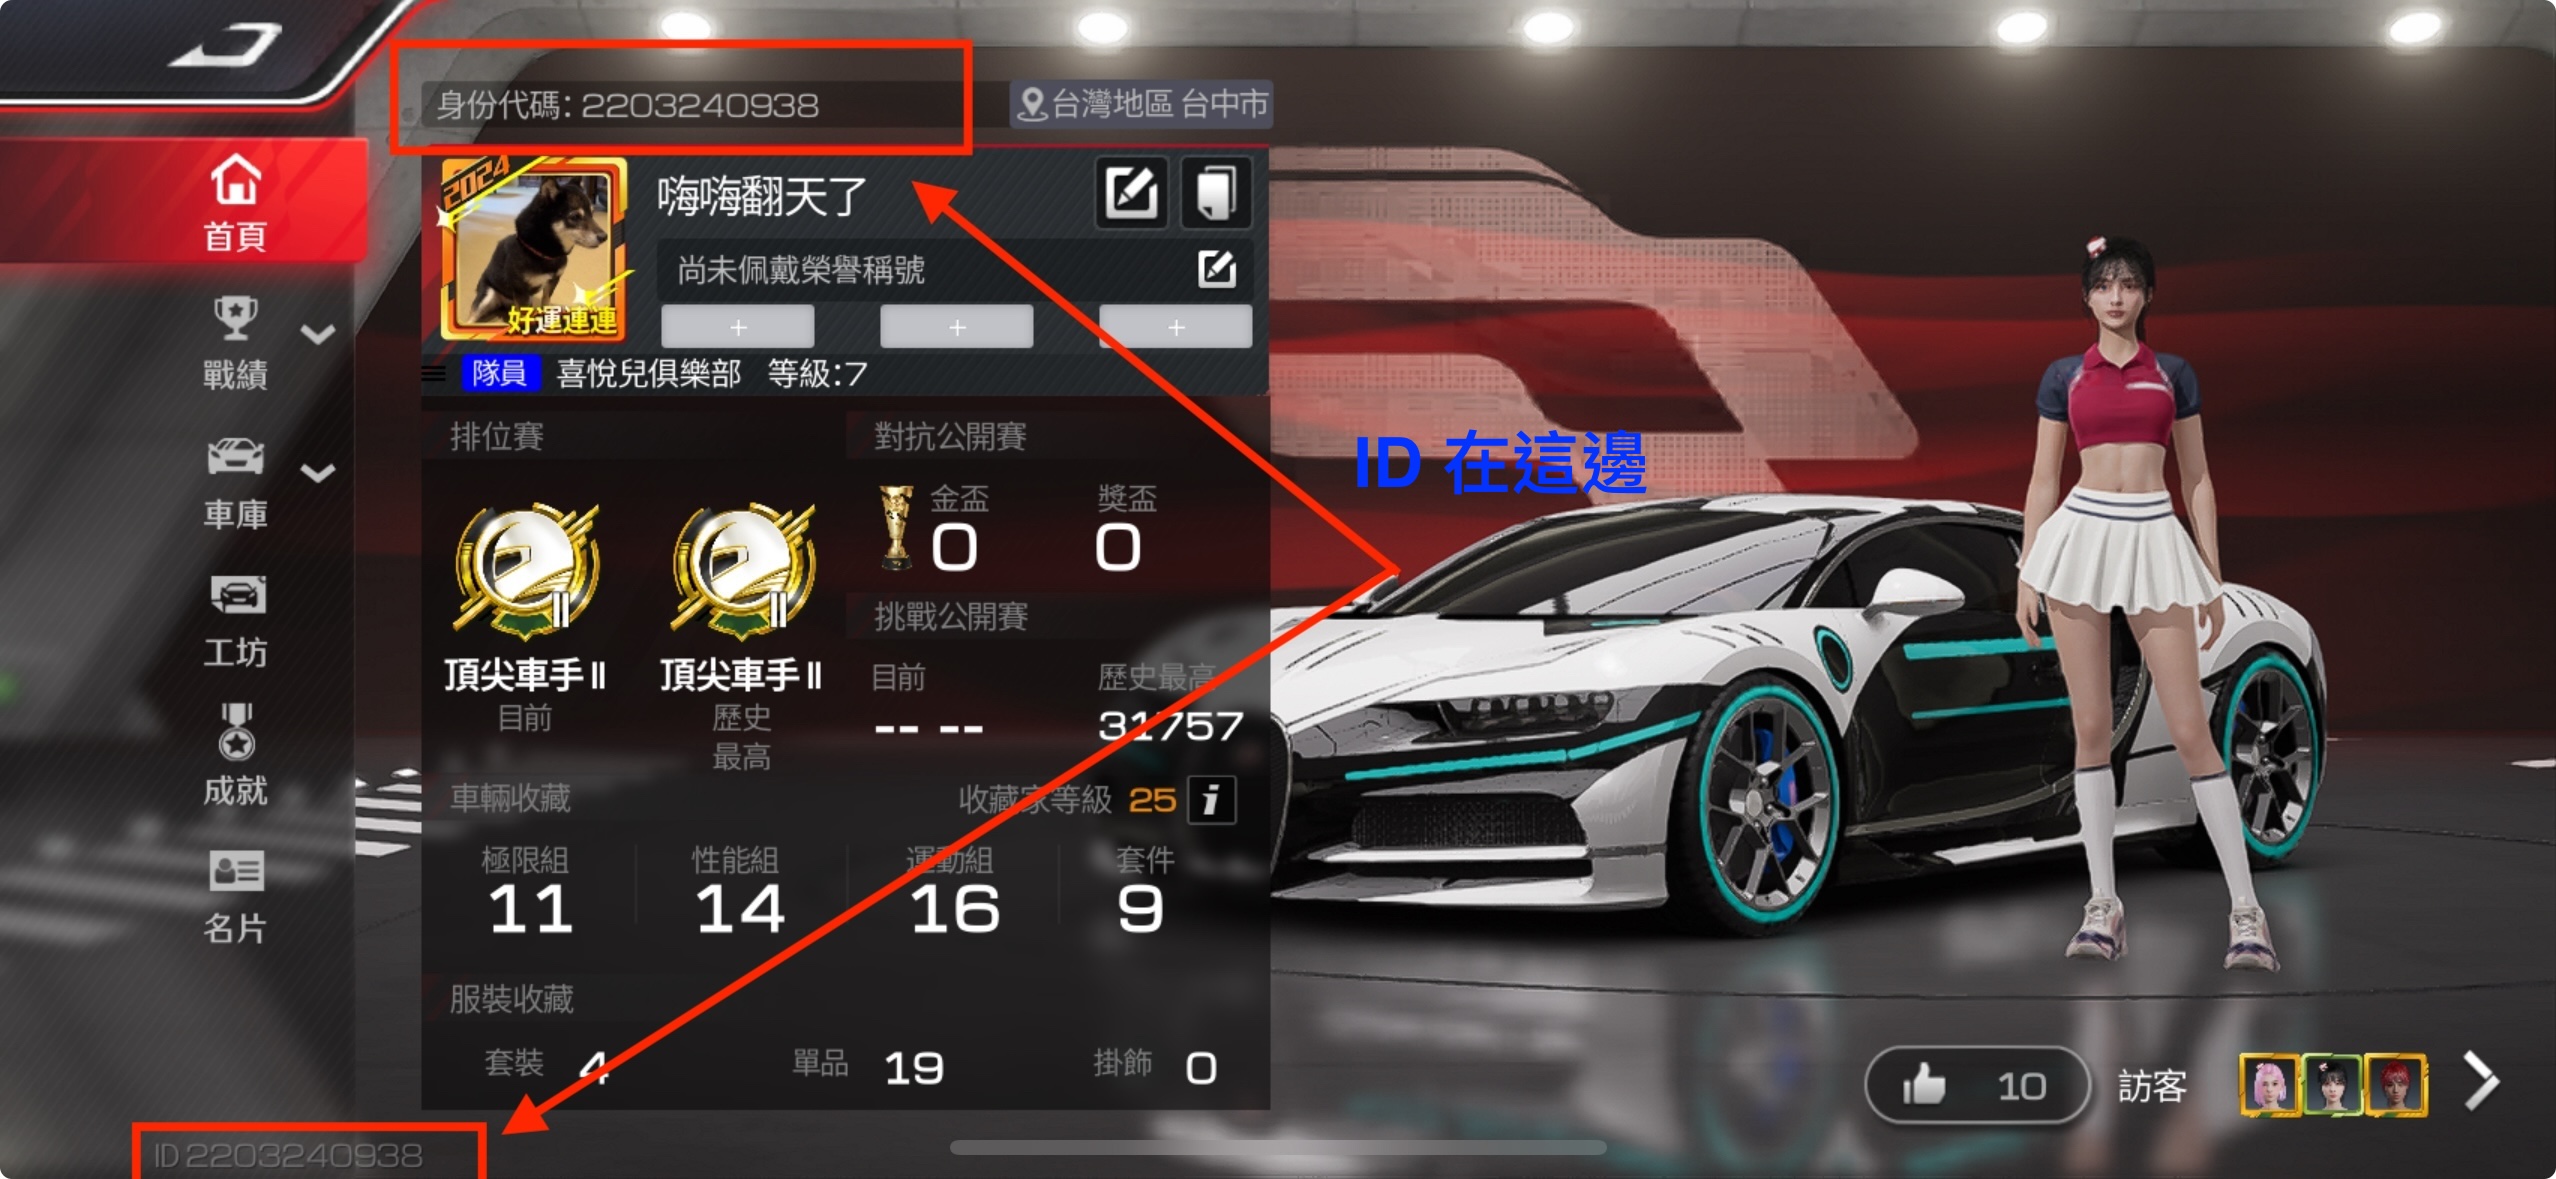 身份代碼: 2203240938
台灣地區 台中市
首頁
2024
好運連連
嗨嗨翻天了
尚未佩戴榮譽稱號
+ + +
隊員 喜悅兒俱樂部 等級:7
戰績
車庫
工坊
成就
名片
排位賽
頂尖車手 II
目前
頂尖車手 II
歷史
最高
對抗公開賽
金盃 獎盃
0 0
挑戰公開賽
目前 歷史最高
-- -- 31757
ID 在這邊
車輛收藏 收藏家等級 25 i
極限組 性能組 運動組 套件
11 14 16 9
服裝收藏
套裝 4 單品 19 掛飾 0
10 訪客
ID 2203240938